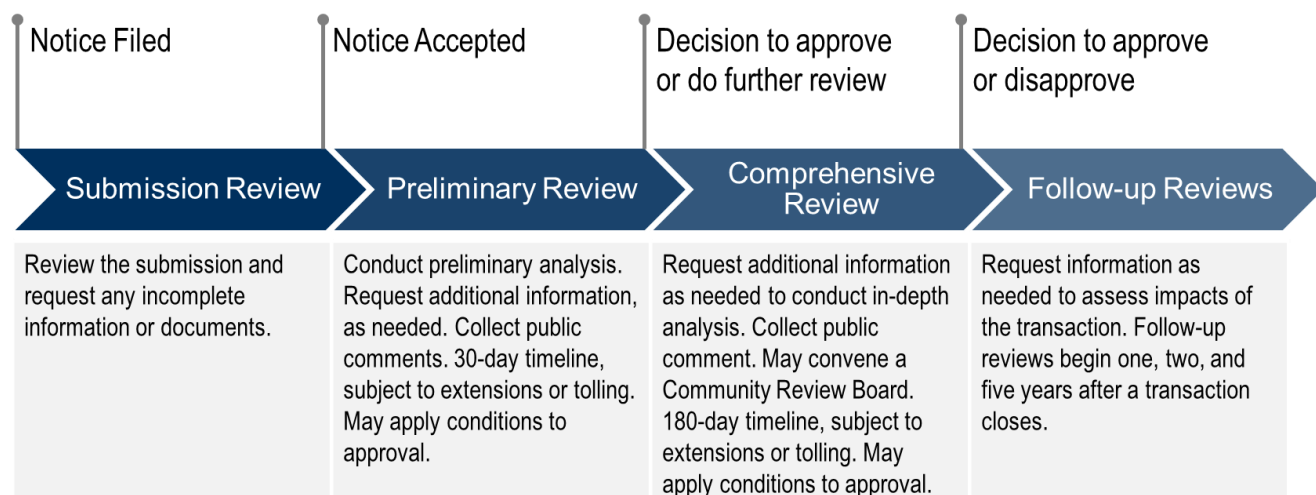 Notice Filed
Notice Accepted
Decision to approve
or do further review
Decision to approve
or disapprove
Submission Review
Preliminary Review
Comprehensive
Review
Follow-up Reviews
Review the submission and
request any incomplete
information or documents.
Conduct preliminary analysis.
Request additional information,
as needed. Collect public
comments. 30-day timeline,
subject to extensions or tolling.
May apply conditions to
approval.
Request additional information
as needed to conduct in-depth
analysis. Collect public
comment. May convene a
Community Review Board.
180-day timeline, subject to
extensions or tolling. May
apply conditions to approval.
Request information as
needed to assess impacts of
the transaction. Follow-up
reviews begin one, two, and
five years after a transaction
closes.